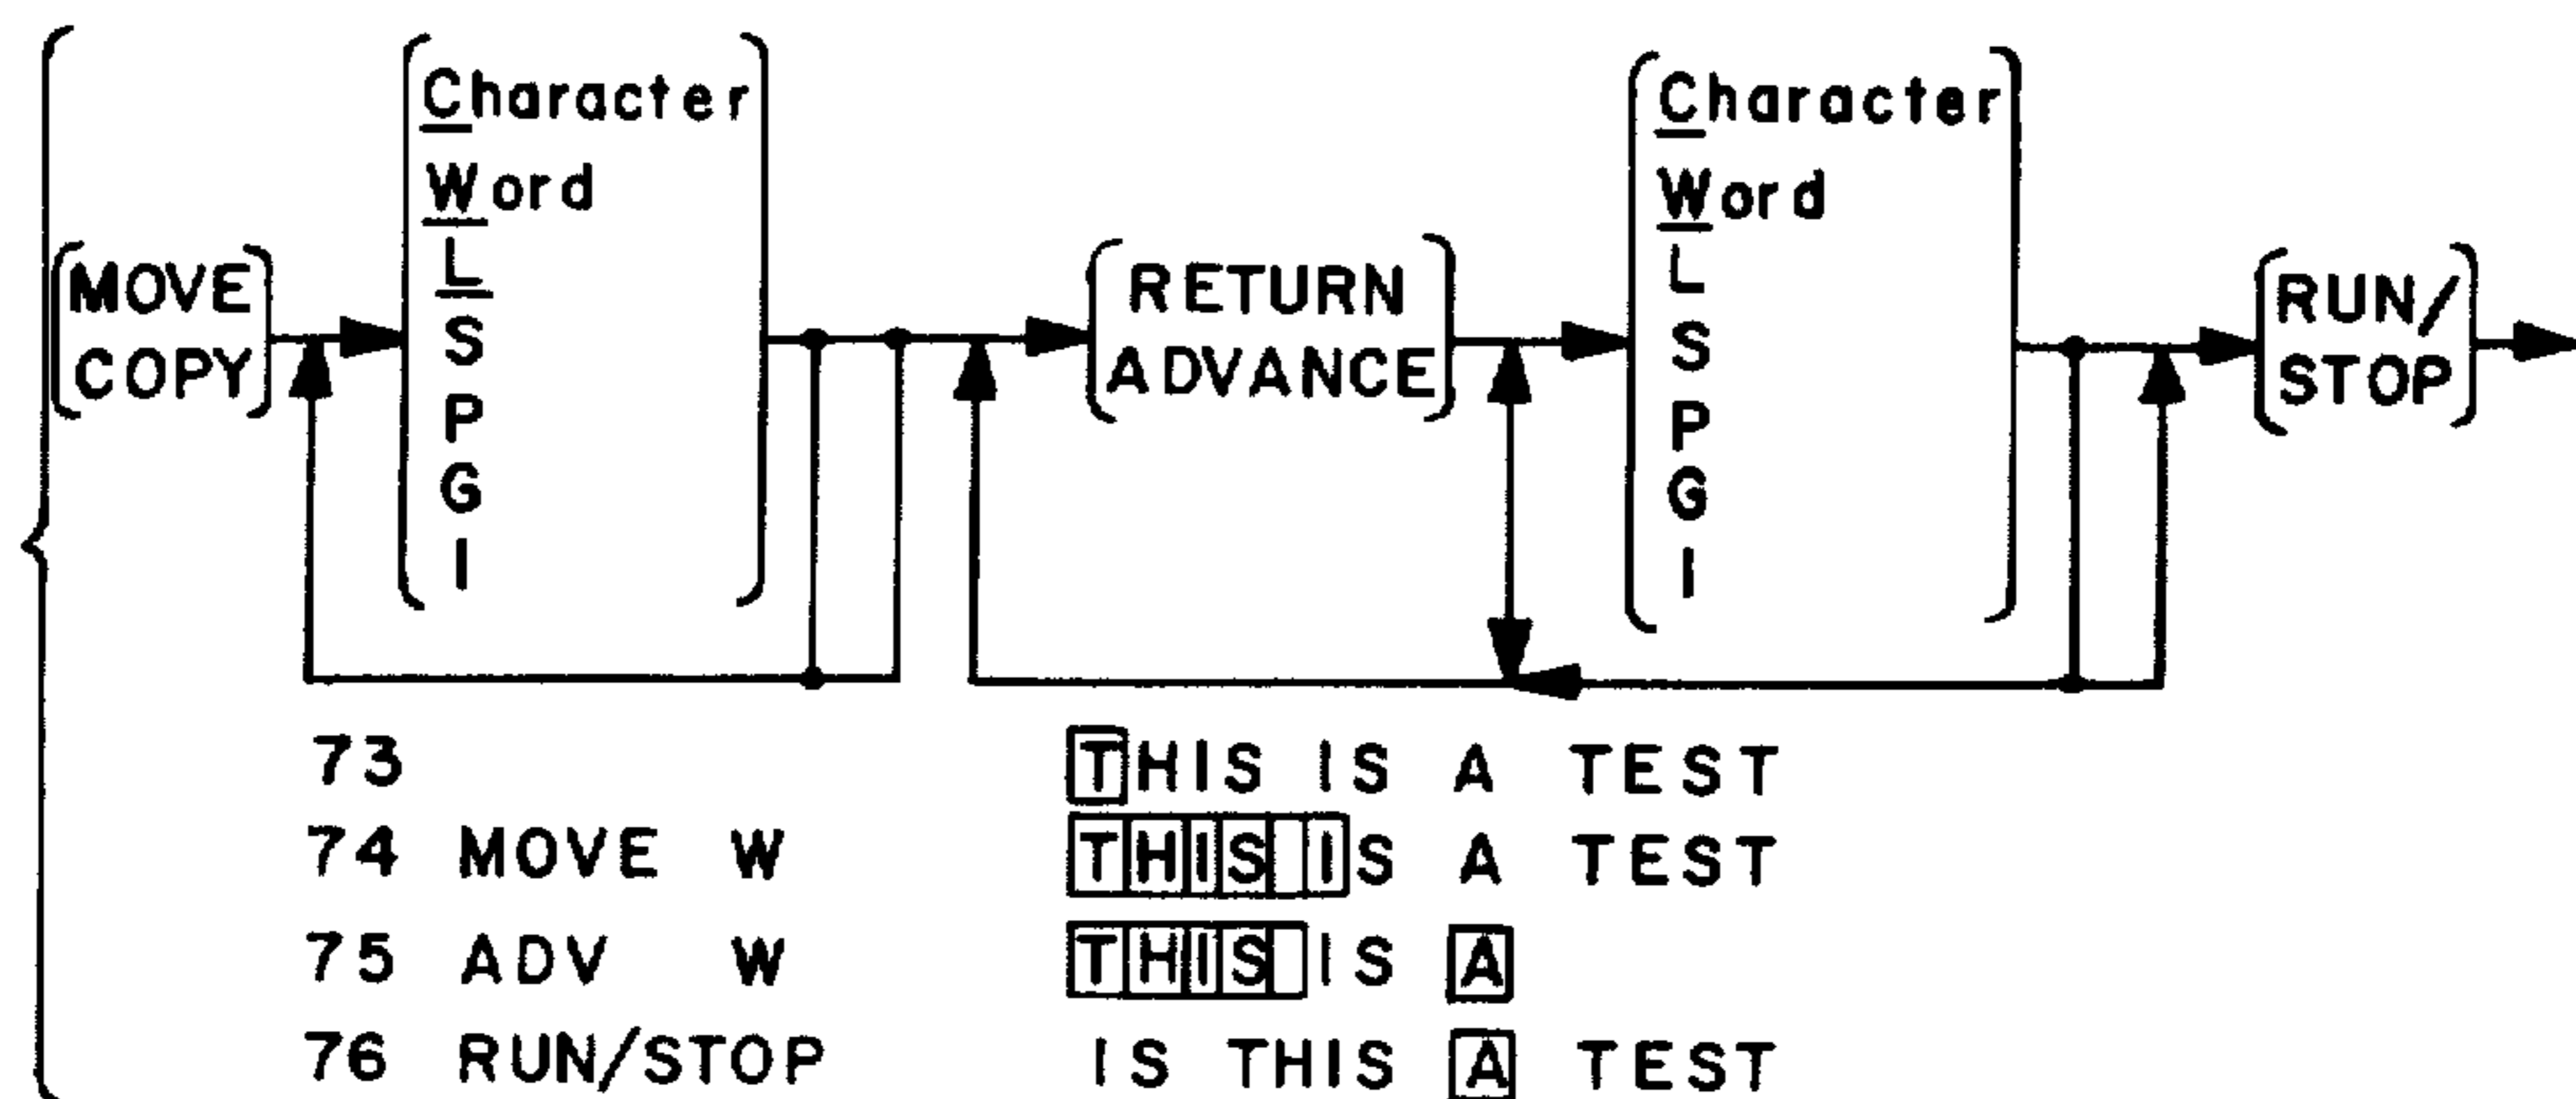 MOVE
COPY
Character
Word
L
S
P
G
I
RETURN
ADVANCE
Character
Word
L
S
P
G
I
RUN/
STOP
73 THIS IS A TEST
74 MOVE W THIS IS A TEST
75 ADV W THIS IS A
76 RUN/STOP IS THIS A TEST